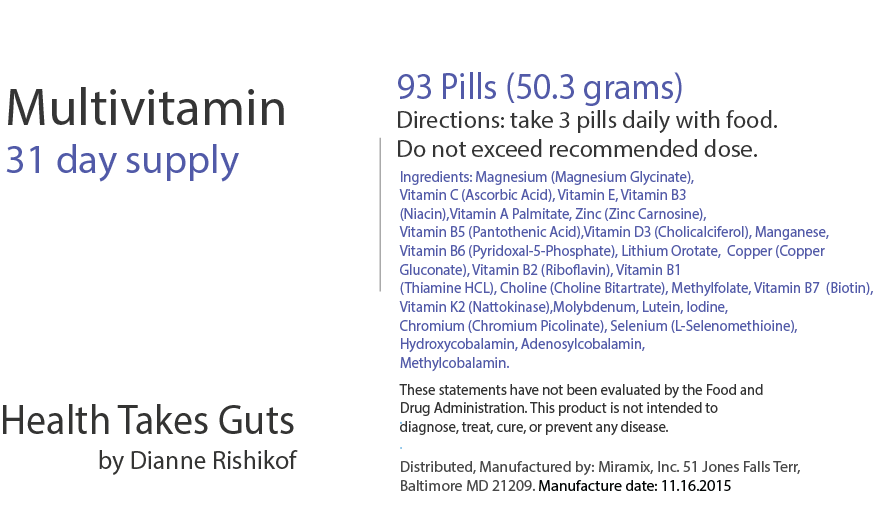 Multivitamin
31 day supply
Health Takes Guts
by Dianne Rishikof
93 Pills (50.3 grams)
Directions: take 3 pills daily with food.
Do not exceed recommended dose.
Ingredients: Magnesium (Magnesium Glycinate),
Vitamin C (Ascorbic Acid), Vitamin E, Vitamin B3
(Niacin),Vitamin A Palmitate, Zinc (Zinc Carnosine),
Vitamin B5 (Pantothenic Acid),Vitamin D3 (Cholicalciferol), Manganese,
Vitamin B6 (Pyridoxal-5-Phosphate), Lithium Orotate, Copper (Copper
Gluconate), Vitamin B2 (Riboflavin), Vitamin B1
(Thiamine HCL), Choline (Choline Bitartrate), Methylfolate, Vitamin B7 (Biotin),
Vitamin K2 (Nattokinase),Molybdenum, Lutein, Iodine,
Chromium (Chromium Picolinate), Selenium (L-Selenomethioine),
Hydroxycobalamin, Adenosylcobalamin,
Methylcobalamin.
These statements have not been evaluated by the Food and
Drug Administration. This product is not intended to
diagnose, treat, cure, or prevent any disease.
Distributed, Manufactured by: Miramix, Inc. 51 Jones Falls Terr,
Baltimore MD 21209. Manufacture date: 11.16.2015